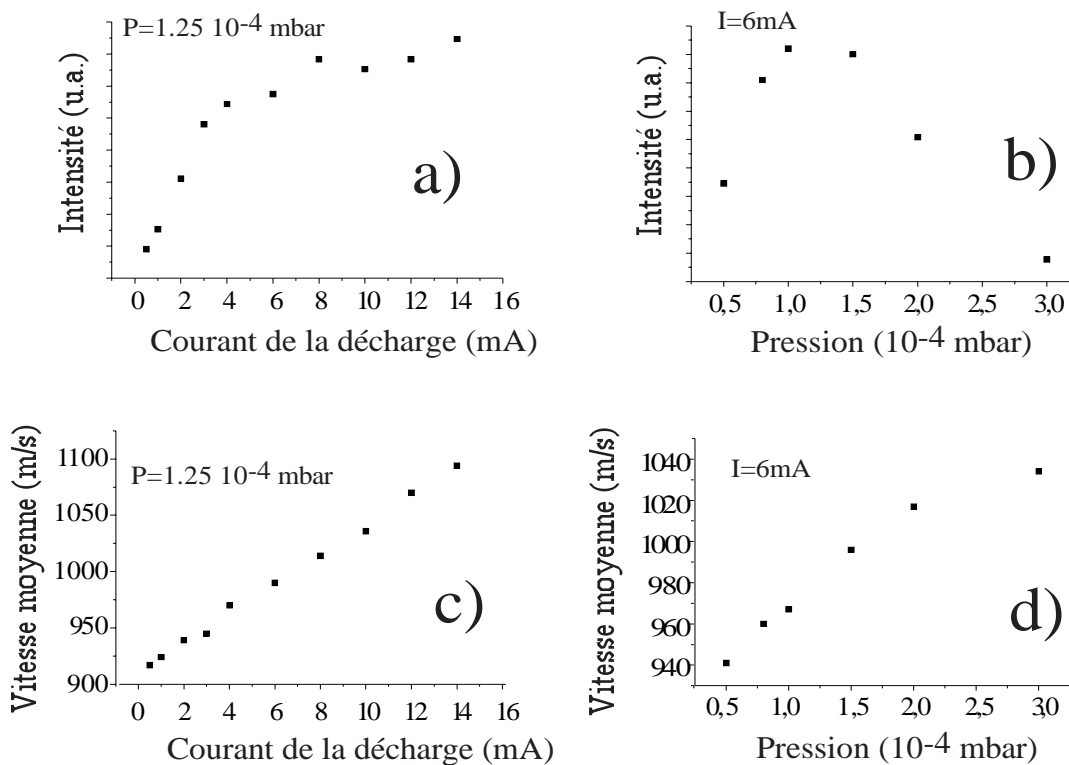 P=1.25 10-4 mbar
Intensité (u.a.)
a)
0 2 4 6 8 10 12 14 16
Courant de la décharge (mA)
I=6mA
Intensité (u.a.)
b)
0,5 1,0 1,5 2,0 2,5 3,0
Pression (10-4 mbar)
1100
1050
1000
950
900
Vitesse moyenne (m/s)
P=1.25 10-4 mbar
c)
0 2 4 6 8 10 12 14 16
Courant de la décharge (mA)
1040
1020
1000
980
960
940
Vitesse moyenne (m/s)
I=6mA
d)
0,5 1,0 1,5 2,0 2,5 3,0
Pression (10-4 mbar)